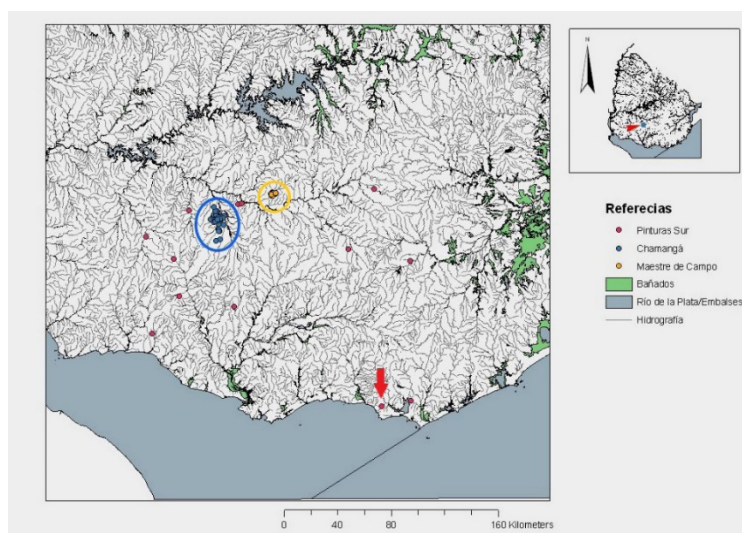 N
Referecias
Pinturas Sur
Chamangá
Maestre de Campo
Bañados
Río de la Plata/Embalses
Hidrografía
0 40 80 160 Kilometers